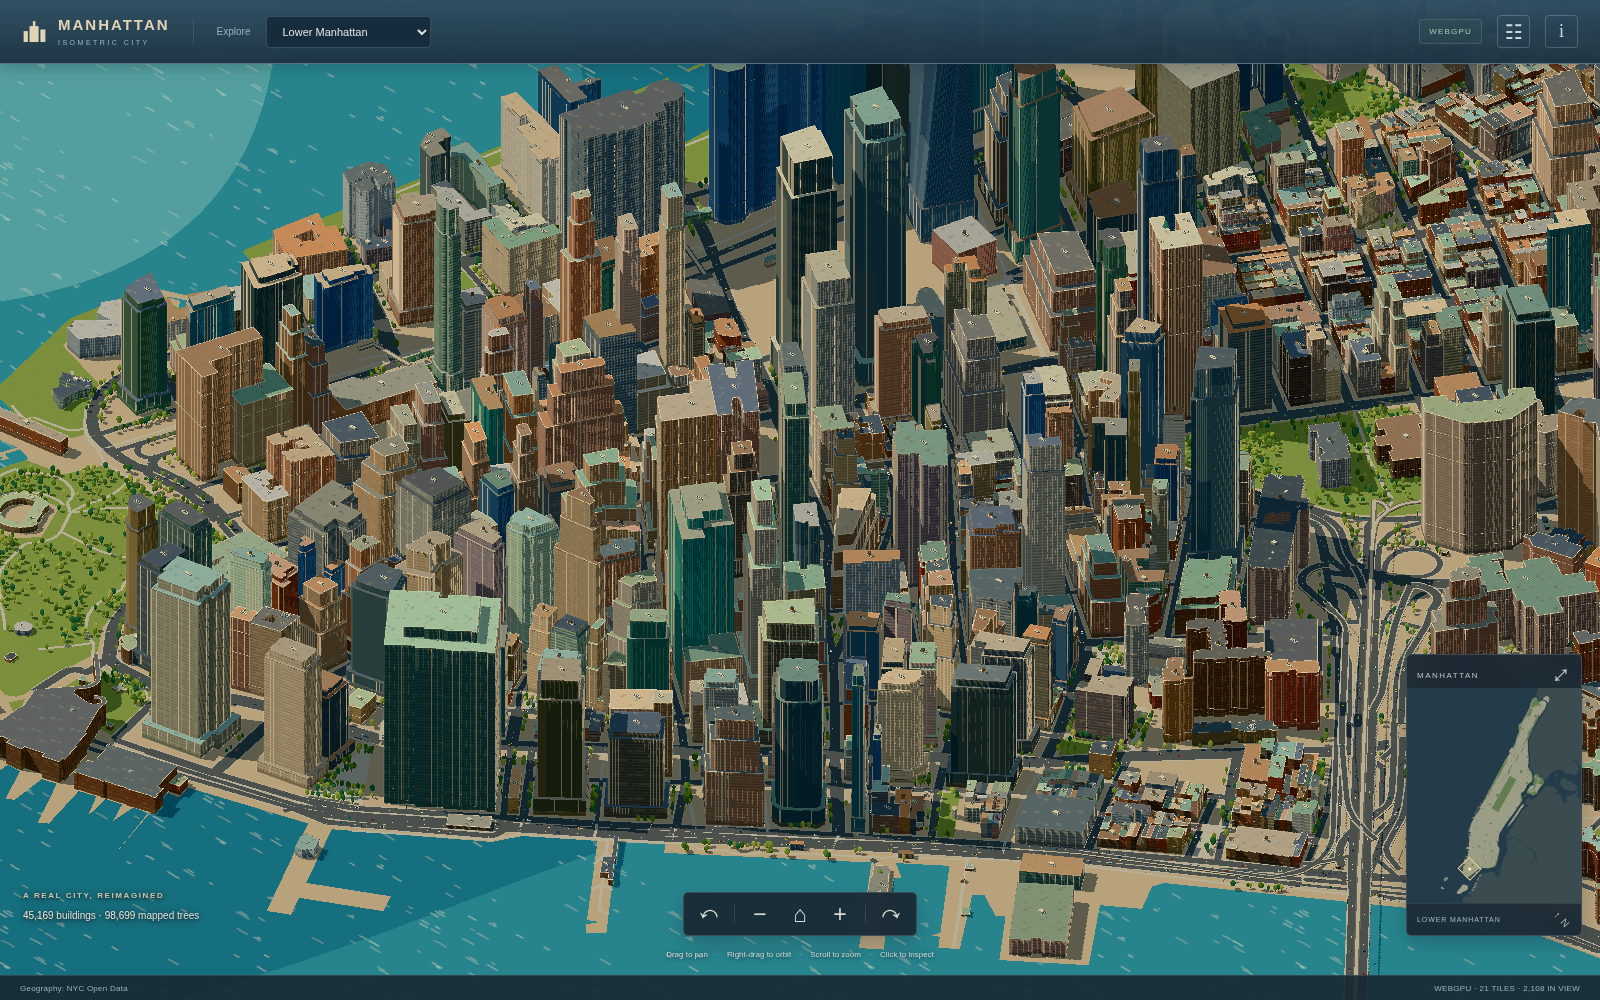 MANHATTAN
ISOMETRIC CITY
Explore
Lower Manhattan
WEBGPU
i
MANHATTAN
LOWER MANHATTAN
N
A REAL CITY, REIMAGINED
45,169 buildings · 98,699 mapped trees
Drag to pan · Right-drag to orbit · Scroll to zoom · Click to inspect
Geography: NYC Open Data
WEBGPU · 21 TILES · 2,108 IN VIEW